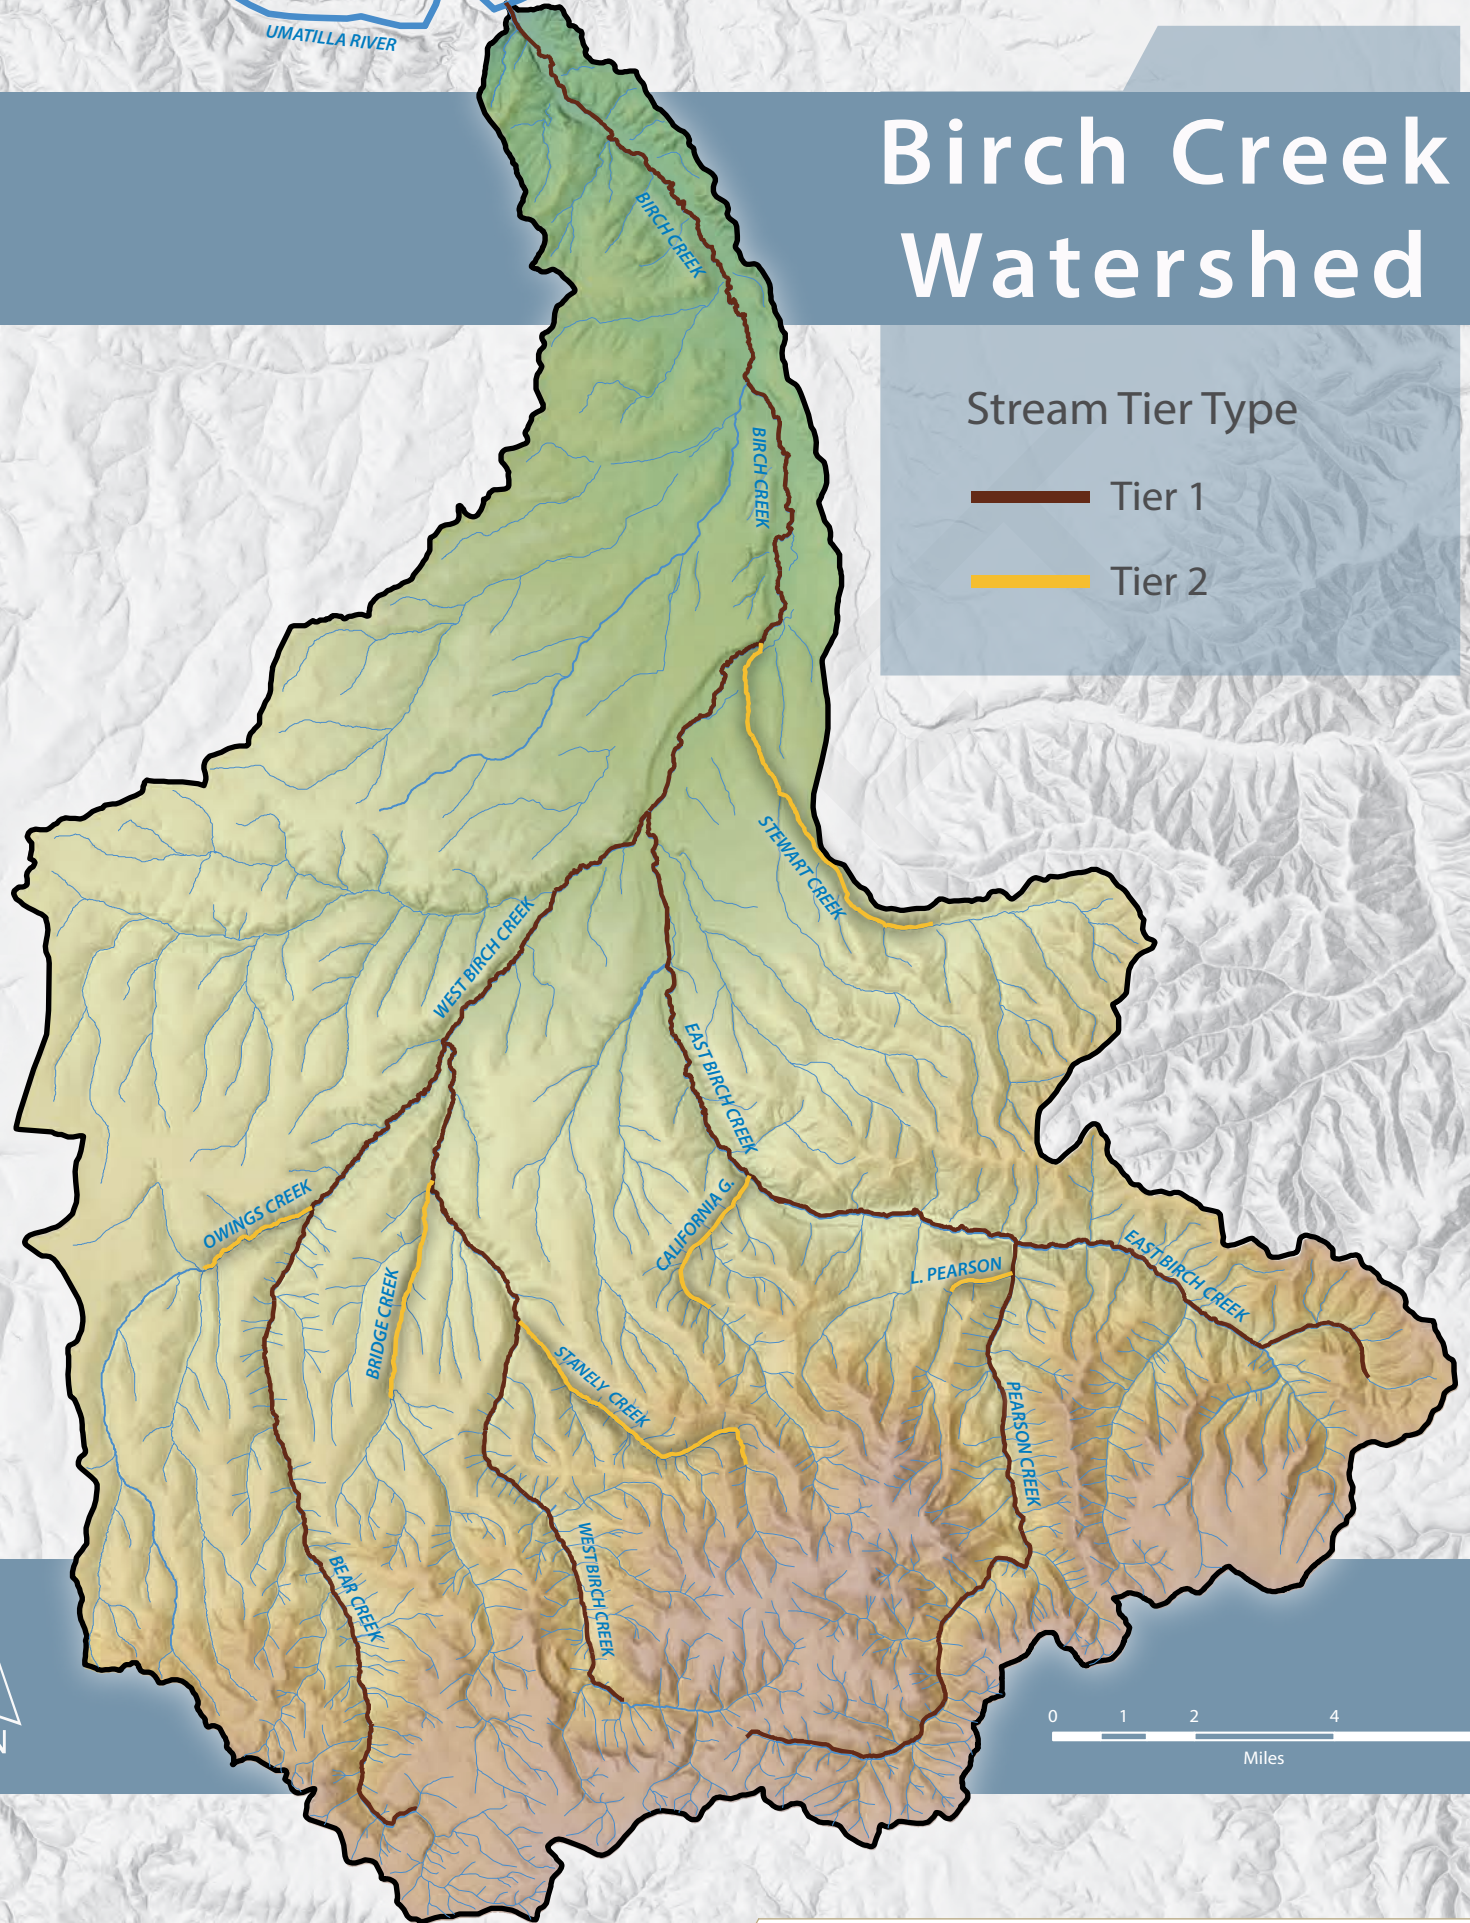 UMATILLA RIVER
Birch Creek
Watershed
BIRCH CREEK
Stream Tier Type
Tier 1
Tier 2
BIRCH CREEK
STEWART CREEK
WEST BIRCH CREEK
EAST BIRCH CREEK
OWINGS CREEK
CALIFORNIA G.
L. PEARSON
EAST BIRCH CREEK
BRIDGE CREEK
STANELY CREEK
PEARSON CREEK
WEST BIRCH CREEK
BEAR CREEK
N
0 1 2 4
Miles